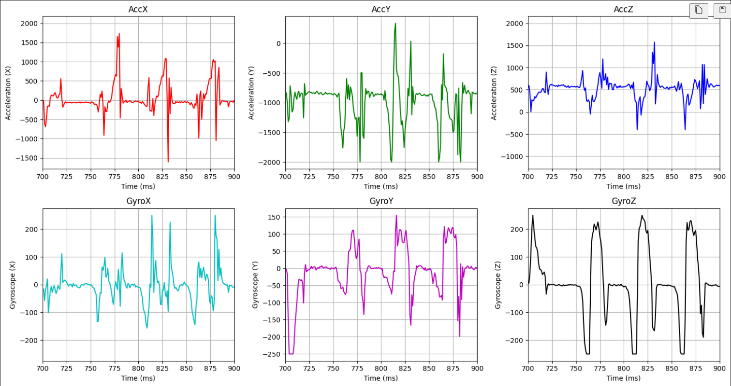 AccX AccY AccZ
Acceleration (X) 2000 1500 1000 500 0 −500 −1000 −1500
Acceleration (Y) 0 −500 −1000 −1500 −2000
Acceleration (Z) 2000 1500 1000 500 0 −500 −1000
700 725 750 775 800 825 850 875 900
700 725 750 775 800 825 850 875 900
700 725 750 775 800 825 850 875 900
Time (ms) Time (ms) Time (ms)
GyroX GyroY GyroZ
Gyroscope (X) 200 100 0 −100 −200
Gyroscope (Y) 150 100 50 0 −50 −100 −150 −200 −250
Gyroscope (Z) 200 100 0 −100 −200
700 725 750 775 800 825 850 875 900
700 725 750 775 800 825 850 875 900
700 725 750 775 800 825 850 875 900
Time (ms) Time (ms) Time (ms)